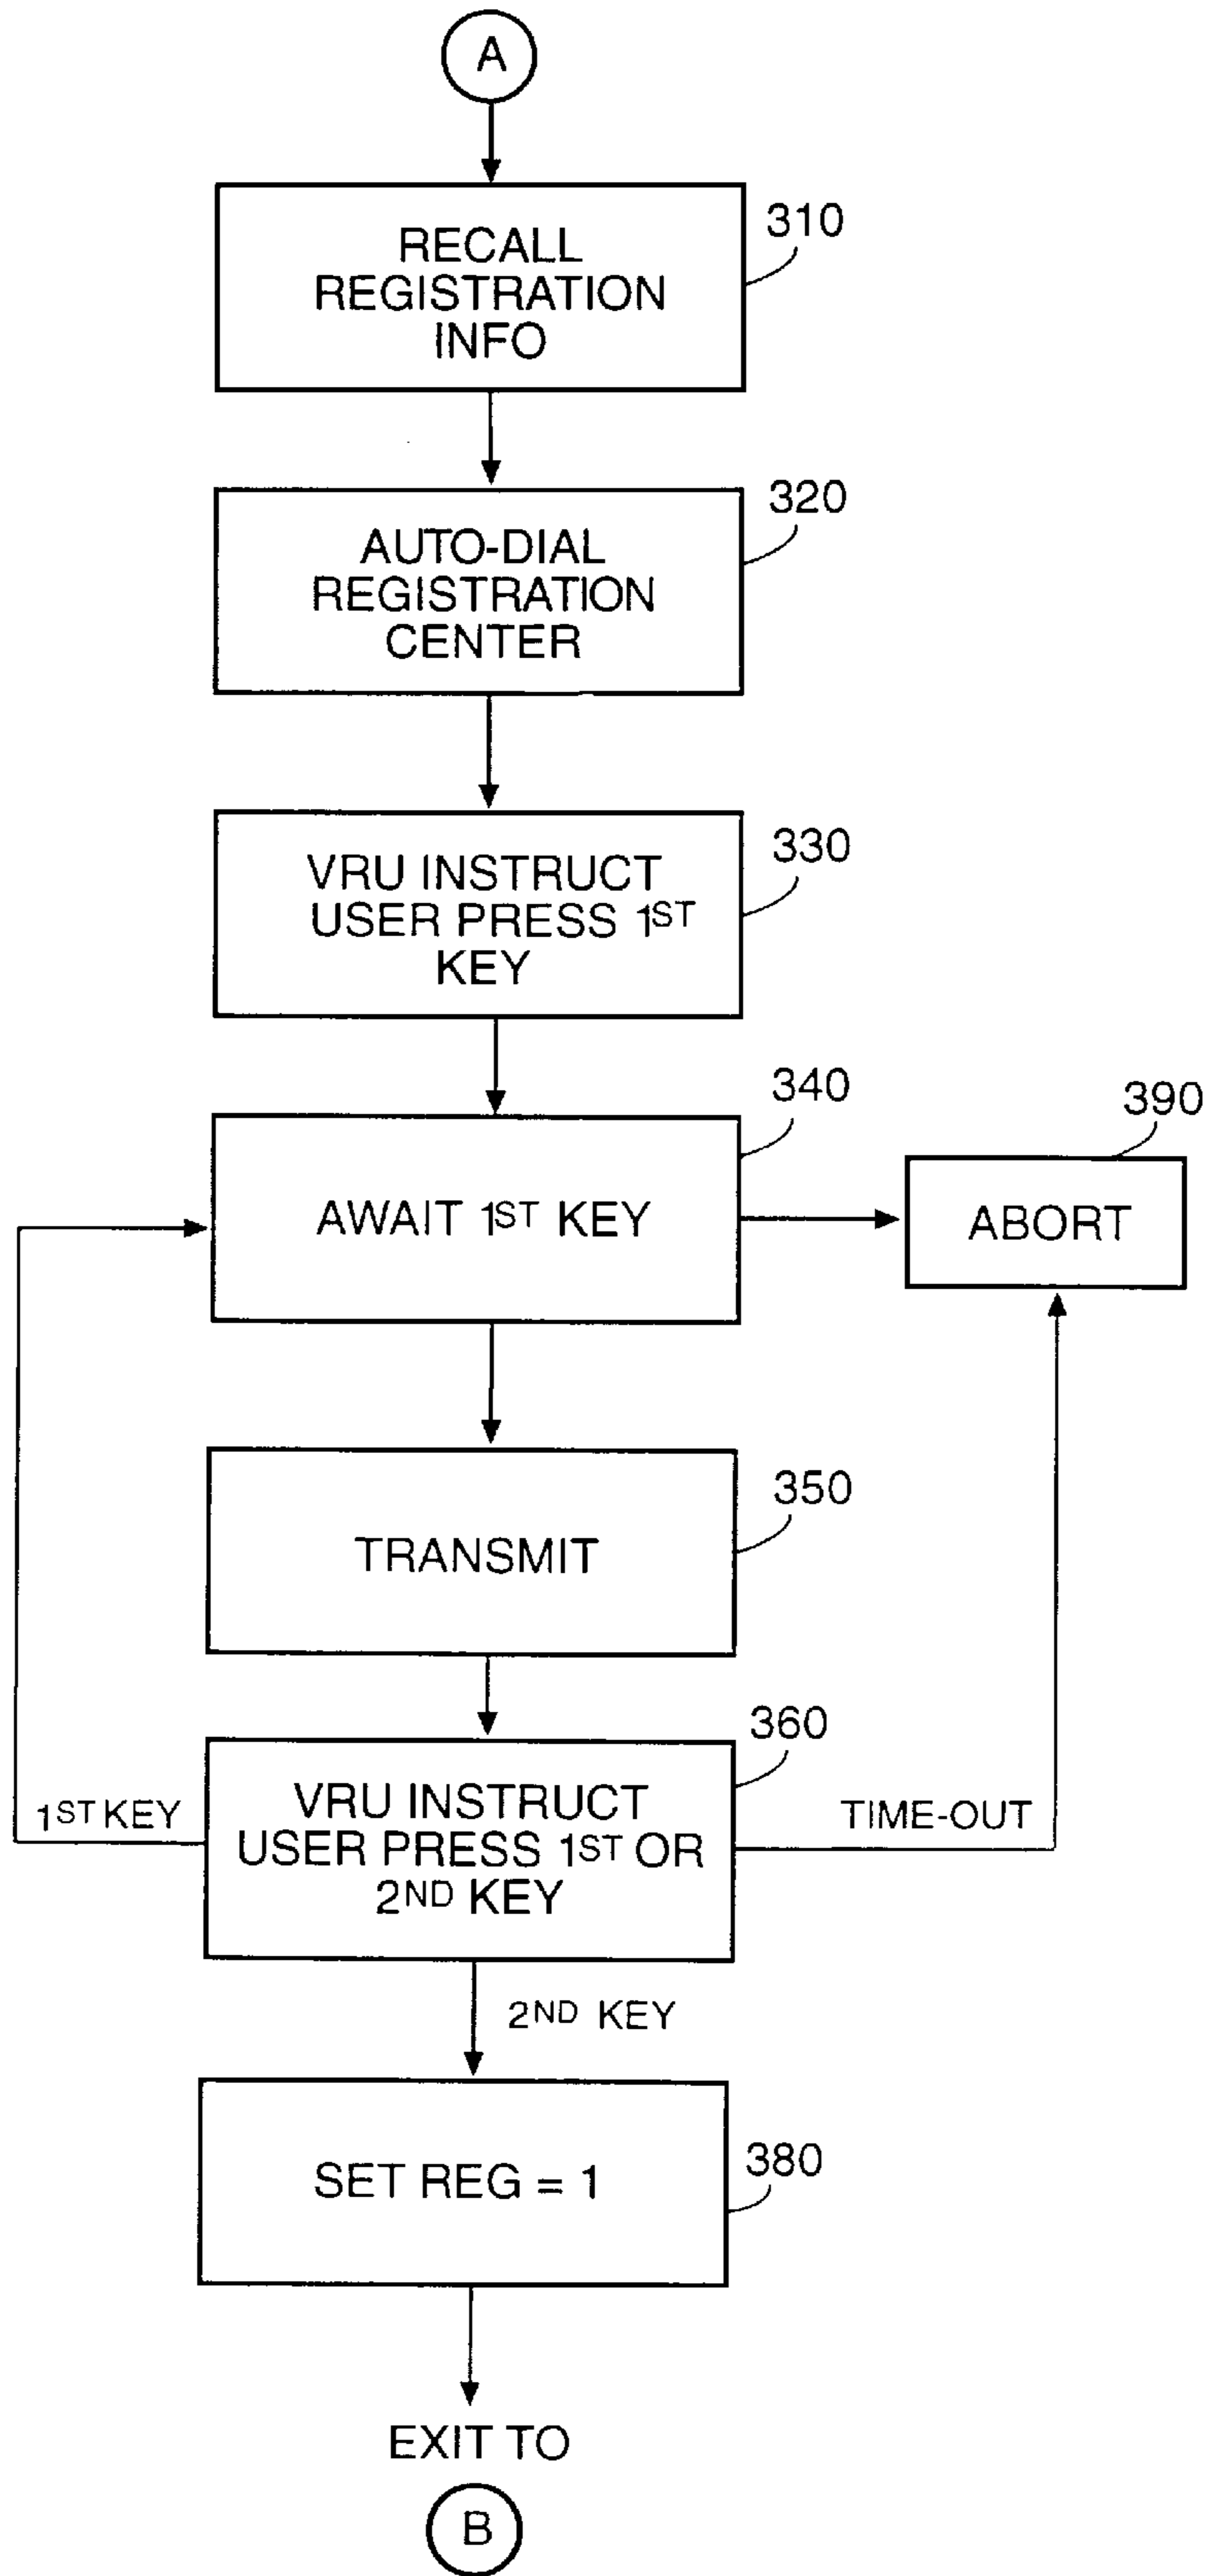 A
RECALL
REGISTRATION
INFO
310
AUTO-DIAL
REGISTRATION
CENTER
320
VRU INSTRUCT
USER PRESS 1ST
KEY
330
AWAIT 1ST KEY
340
ABORT
390
TRANSMIT
350
VRU INSTRUCT
USER PRESS 1ST OR
2ND KEY
360
1ST KEY
TIME-OUT
2ND KEY
SET REG = 1
380
EXIT TO
B